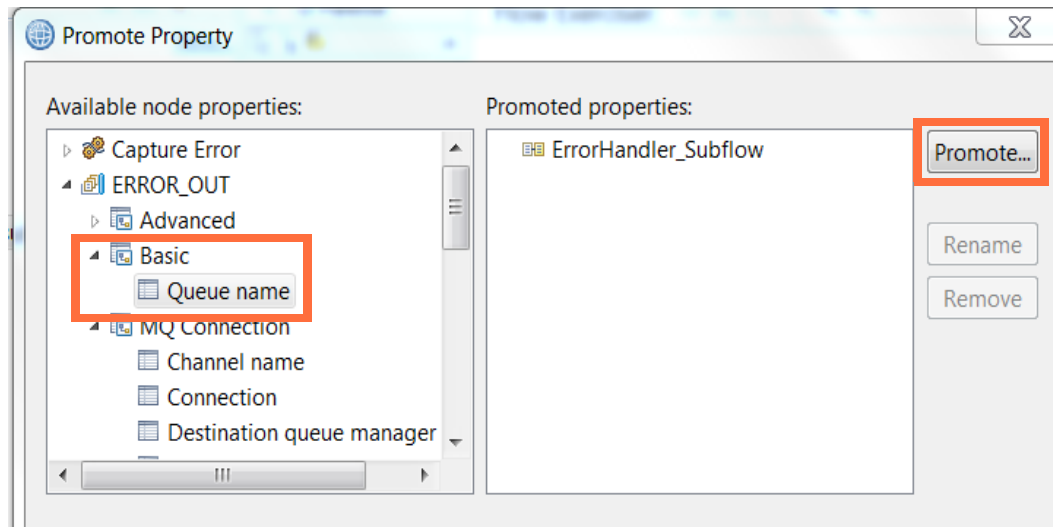 Promote Property
Available node properties:
Promoted properties:
Capture Error
ERROR_OUT
Advanced
Basic
Queue name
MQ Connection
Channel name
Connection
Destination queue manager
ErrorHandler_Subflow
Promote...
Rename
Remove